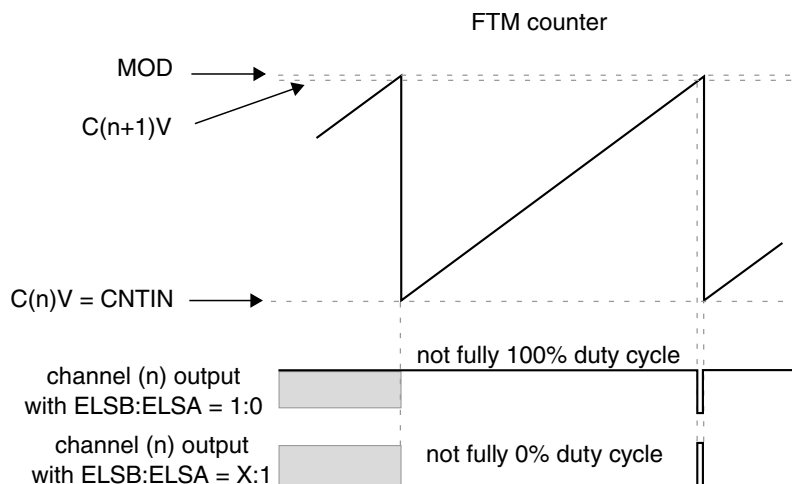 FTM counter
MOD
C(n+1)V
C(n)V = CNTIN
not fully 100% duty cycle
channel (n) output
with ELSB:ELSA = 1:0
channel (n) output
with ELSB:ELSA = X:1
not fully 0% duty cycle